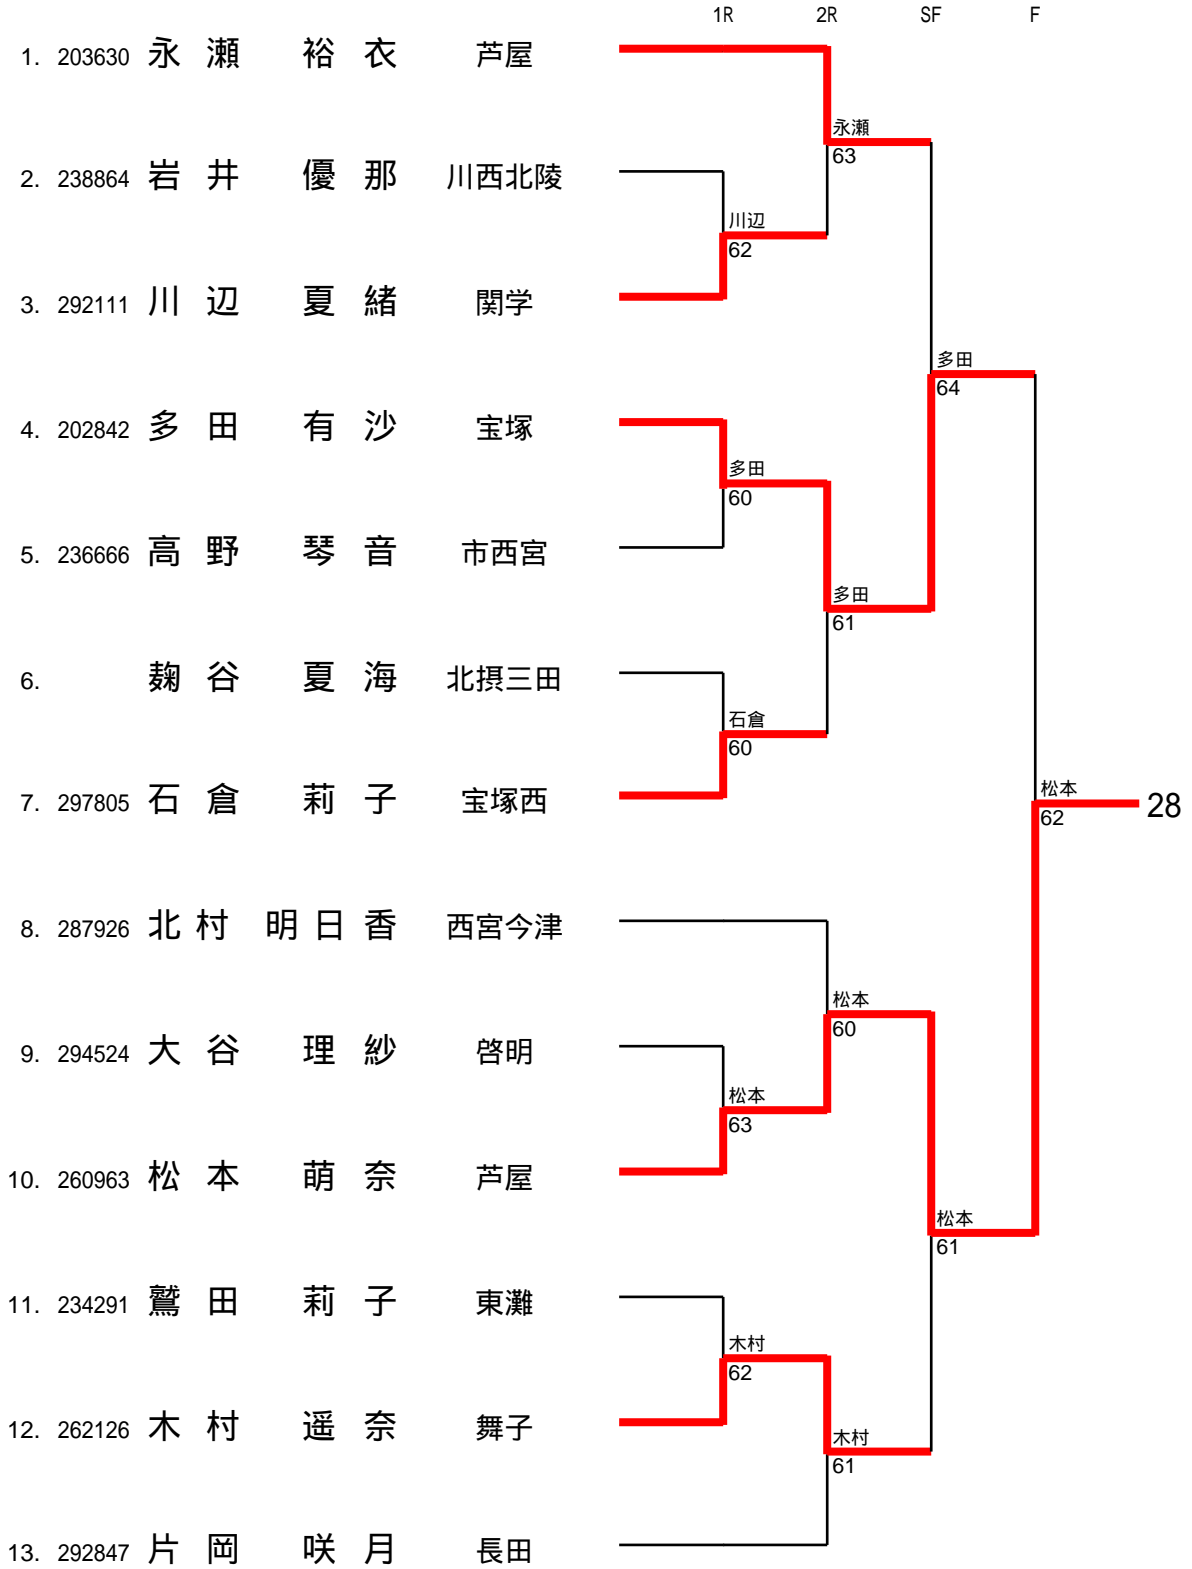 1R 2R SF F
1. 203630 永瀬 裕衣 芦屋
永瀬
63
2. 238864 岩井 優那 川西北陵
川辺
62
3. 292111 川辺 夏緒 関学
多田
64
4. 202842 多田 有沙 宝塚
多田
60
5. 236666 高野 琴音 市西宮
多田
61
6. 麹谷 夏海 北摂三田
石倉
60
7. 297805 石倉 莉子 宝塚西
松本
62
28
8. 287926 北村 明日香 西宮今津
松本
60
9. 294524 大谷 理紗 啓明
松本
63
10. 260963 松本 萌奈 芦屋
松本
61
11. 234291 鷲田 莉子 東灘
木村
62
12. 262126 木村 遥奈 舞子
木村
61
13. 292847 片岡 咲月 長田